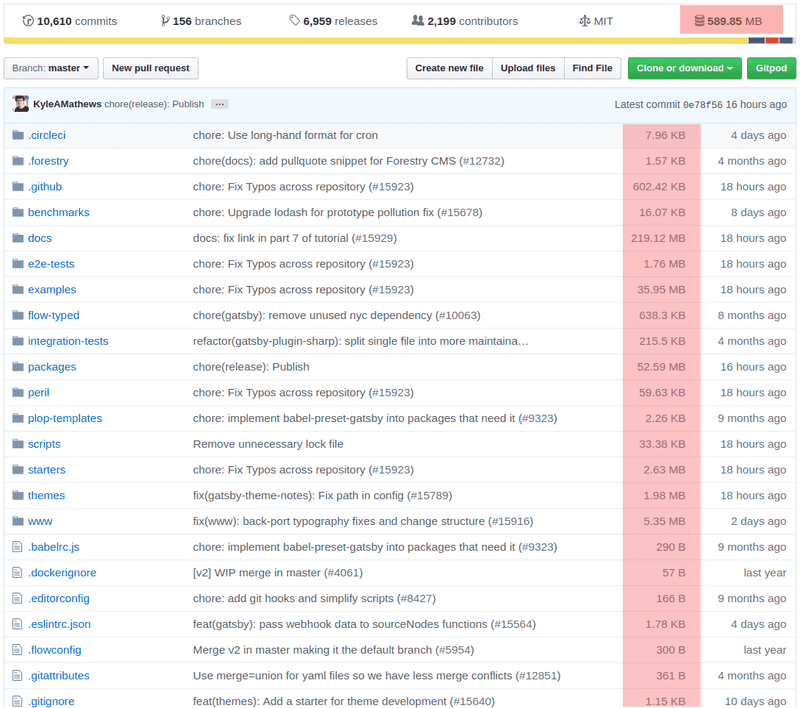 10,610 commits 156 branches 6,959 releases 2,199 contributors MIT 589.85 MB
Branch: master New pull request Create new file Upload files Find File Clone or download Gitpod
KyleAMathews chore(release): Publish ... Latest commit 0e78f56 16 hours ago
.circleci chore: Use long-hand format for cron 7.96 KB 4 days ago
.forestry chore(docs): add pullquote snippet for Forestry CMS (#12732) 1.57 KB 4 months ago
.github chore: Fix Typos across repository (#15923) 602.42 KB 18 hours ago
benchmarks chore: Upgrade lodash for prototype pollution fix (#15678) 16.07 KB 8 days ago
docs docs: fix link in part 7 of tutorial (#15929) 219.12 MB 18 hours ago
e2e-tests chore: Fix Typos across repository (#15923) 1.76 MB 18 hours ago
examples chore: Fix Typos across repository (#15923) 35.95 MB 18 hours ago
flow-typed chore(gatsby): remove unused nyc dependency (#10063) 638.3 KB 8 months ago
integration-tests refactor(gatsby-plugin-sharp): split single file into more maintaina… 215.5 KB 4 months ago
packages chore(release): Publish 52.59 MB 16 hours ago
peril chore: Fix Typos across repository (#15923) 59.63 KB 18 hours ago
plop-templates chore: implement babel-preset-gatsby into packages that need it (#9323) 2.26 KB 9 months ago
scripts Remove unnecessary lock file 33.38 KB 18 hours ago
starters chore: Fix Typos across repository (#15923) 2.63 MB 18 hours ago
themes fix(gatsby-theme-notes): Fix path in config (#15789) 1.98 MB 18 hours ago
www fix(www): back-port typography fixes and change structure (#15916) 5.35 MB 2 days ago
.babelrc.js chore: implement babel-preset-gatsby into packages that need it (#9323) 290 B 9 months ago
.dockerignore [v2] WIP merge in master (#4061) 57 B last year
.editorconfig chore: add git hooks and simplify scripts (#8427) 166 B 9 months ago
.eslintrc.json feat(gatsby): pass webhook data to sourceNodes functions (#15564) 1.78 KB 4 days ago
.flowconfig Merge v2 in master making it the default branch (#5954) 300 B last year
.gitattributes Use merge=union for yaml files so we have less merge conflicts (#12851) 361 B 4 months ago
.gitignore feat(themes): Add a starter for theme development (#15640) 1.15 KB 10 days ago